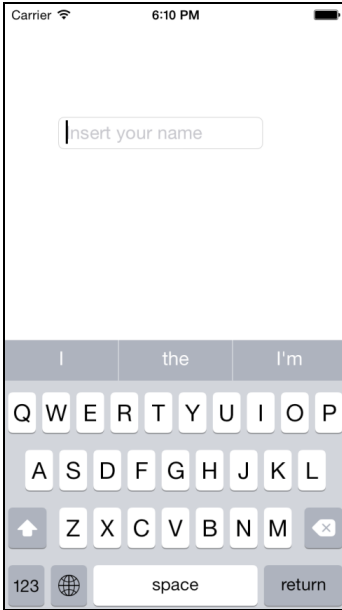 Carrier 6:10 PM
Insert your name
I the I'm
Q W E R T Y U I O P
A S D F G H J K L
Z X C V B N M
123 space return